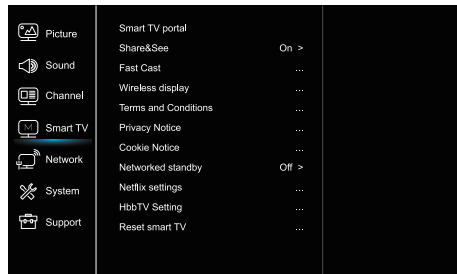 Picture
Sound
Channel
M
Smart TV
Network
System
Support
Smart TV portal
Share&See On >
Fast Cast ...
Wireless display ...
Terms and Conditions ...
Privacy Notice ...
Cookie Notice ...
Networked standby Off >
Netflix settings ...
HbbTV Setting ...
Reset smart TV ...